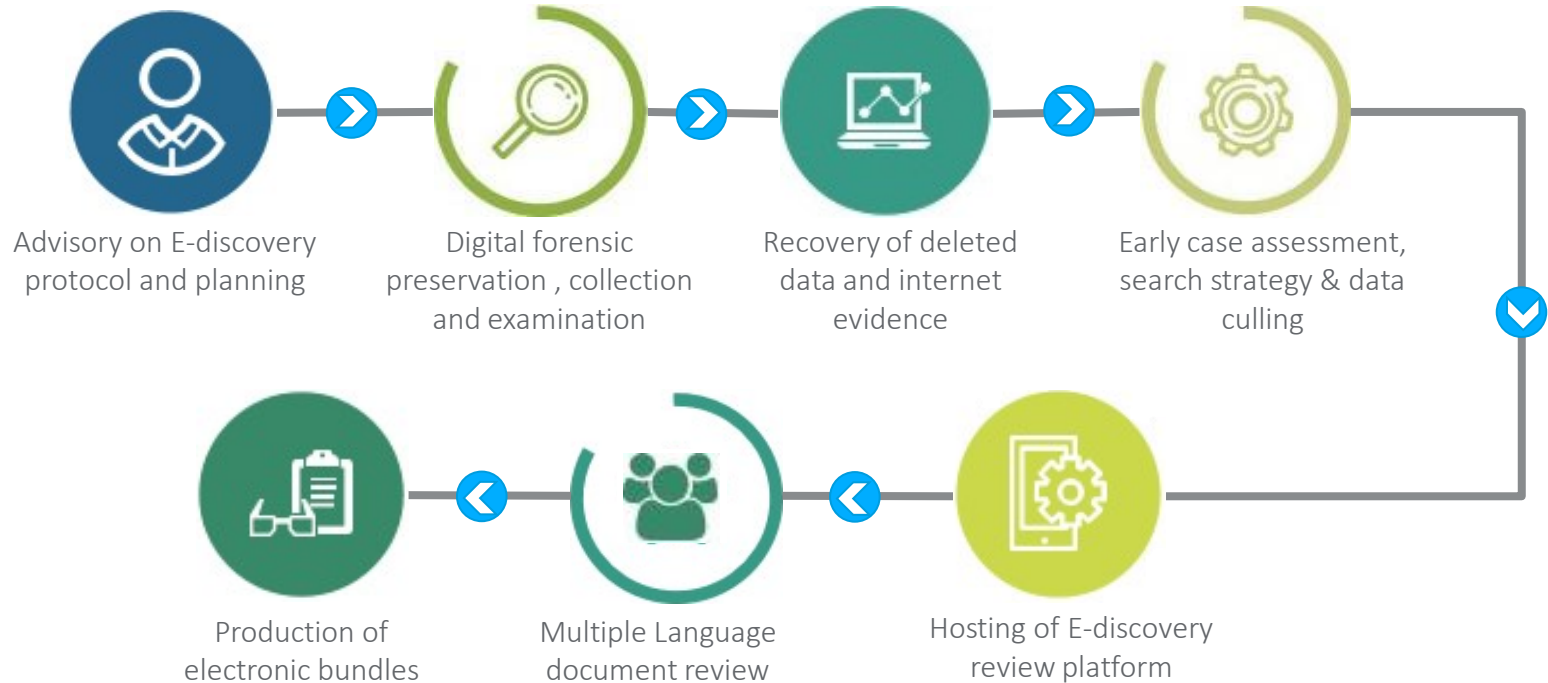 Advisory on E-discovery
protocol and planning
Digital forensic
preservation , collection
and examination
Recovery of deleted
data and internet
evidence
Early case assessment,
search strategy & data
culling
Hosting of E-discovery
review platform
Multiple Language
document review
Production of
electronic bundles